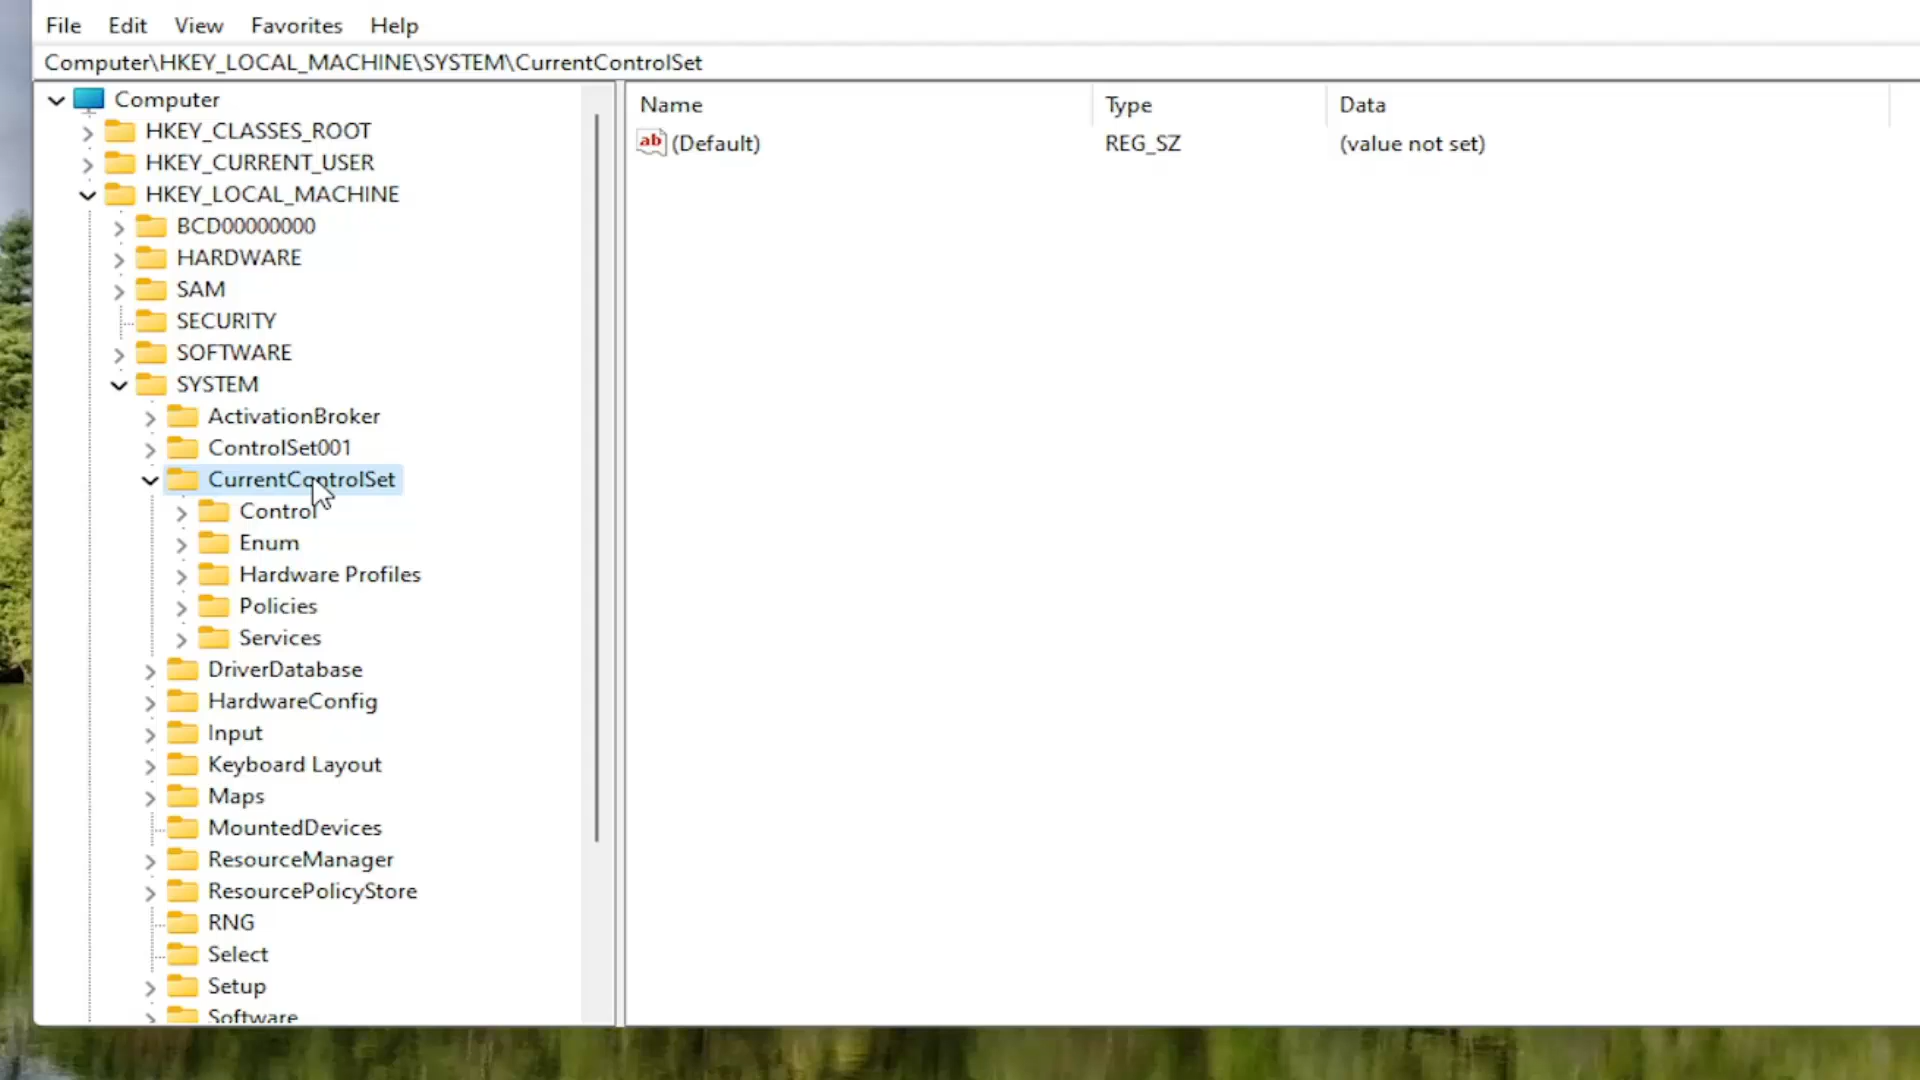 File Edit View Favorites Help
Computer\HKEY_LOCAL_MACHINE\SYSTEM\CurrentControlSet
Computer
HKEY_CLASSES_ROOT
HKEY_CURRENT_USER
HKEY_LOCAL_MACHINE
BCD00000000
HARDWARE
SAM
SECURITY
SOFTWARE
SYSTEM
ActivationBroker
ControlSet001
CurrentControlSet
Control
Enum
Hardware Profiles
Policies
Services
DriverDatabase
HardwareConfig
Input
Keyboard Layout
Maps
MountedDevices
ResourceManager
ResourcePolicyStore
RNG
Select
Setup
Software
Name Type Data
ab (Default) REG_SZ (value not set)